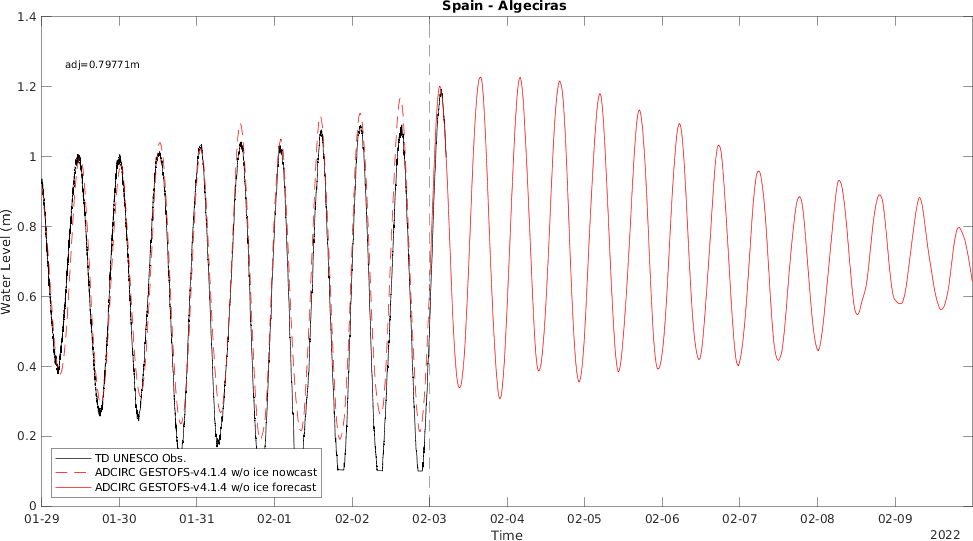 Spain - Algeciras
1.4
adj=0.79771m
1.2
1
0.8
0.6
0.4
0.2
0
Water Level (m)
TD UNESCO Obs.
ADCIRC GESTOFS-v4.1.4 w/o ice nowcast
ADCIRC GESTOFS-v4.1.4 w/o ice forecast
01-29 01-30 01-31 02-01 02-02 02-03 02-04 02-05 02-06 02-07 02-08 02-09
Time
2022